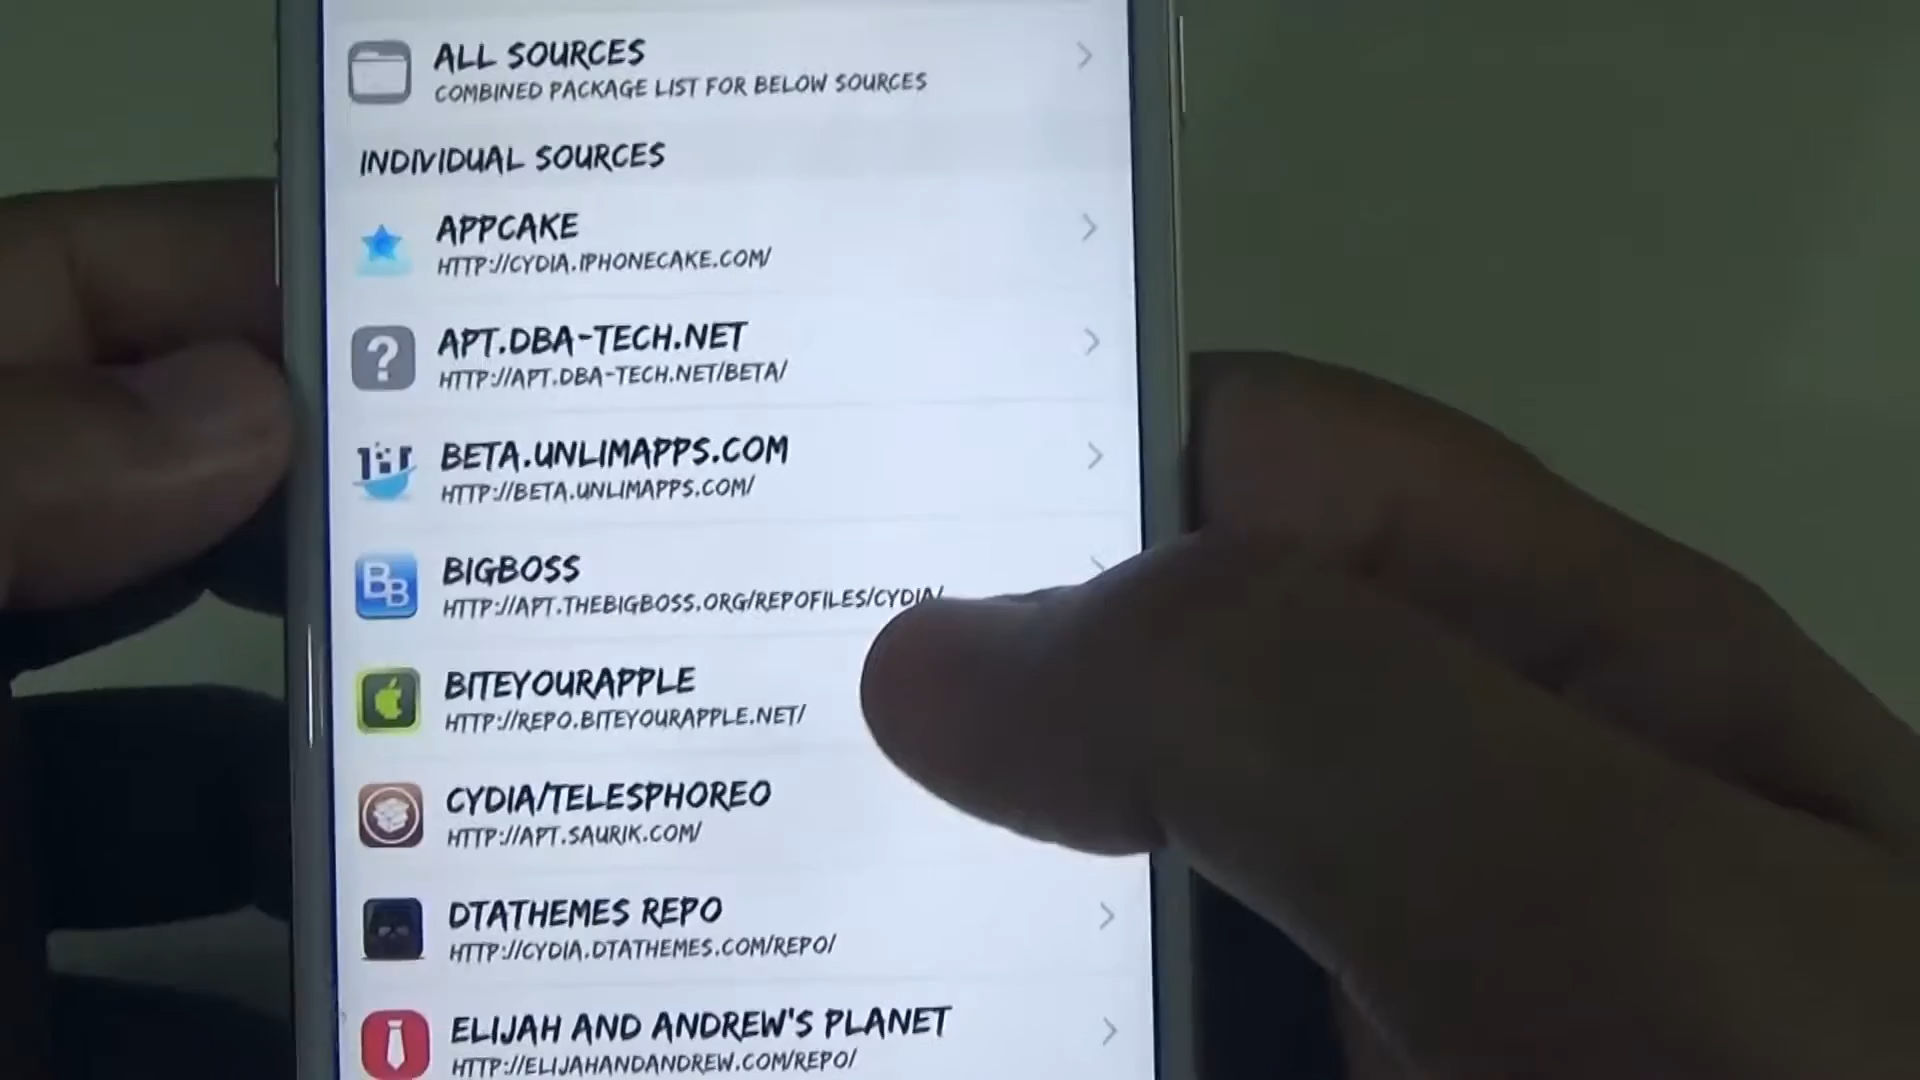 ALL SOURCES
COMBINED PACKAGE LIST FOR BELOW SOURCES
INDIVIDUAL SOURCES
APPCAKE
HTTP://CYDIA.IPHONECAKE.COM/
?
APT.DBA-TECH.NET
HTTP://APT.DBA-TECH.NET/BETA/
BETA.UNLIMAPPS.COM
HTTP://BETA.UNLIMAPPS.COM/
BB
BIGBOSS
HTTP://APT.THEBIGBOSS.ORG/REPOFILES/CYDIA/
BITEYOURAPPLE
HTTP://REPO.BITEYOURAPPLE.NET/
CYDIA/TELESPHOREO
HTTP://APT.SAURIK.COM/
DTATHEMES REPO
HTTP://CYDIA.DTATHEMES.COM/REPO/
ELIJAH AND ANDREW'S PLANET
HTTP://ELIJAHANDANDREW.COM/REPO/